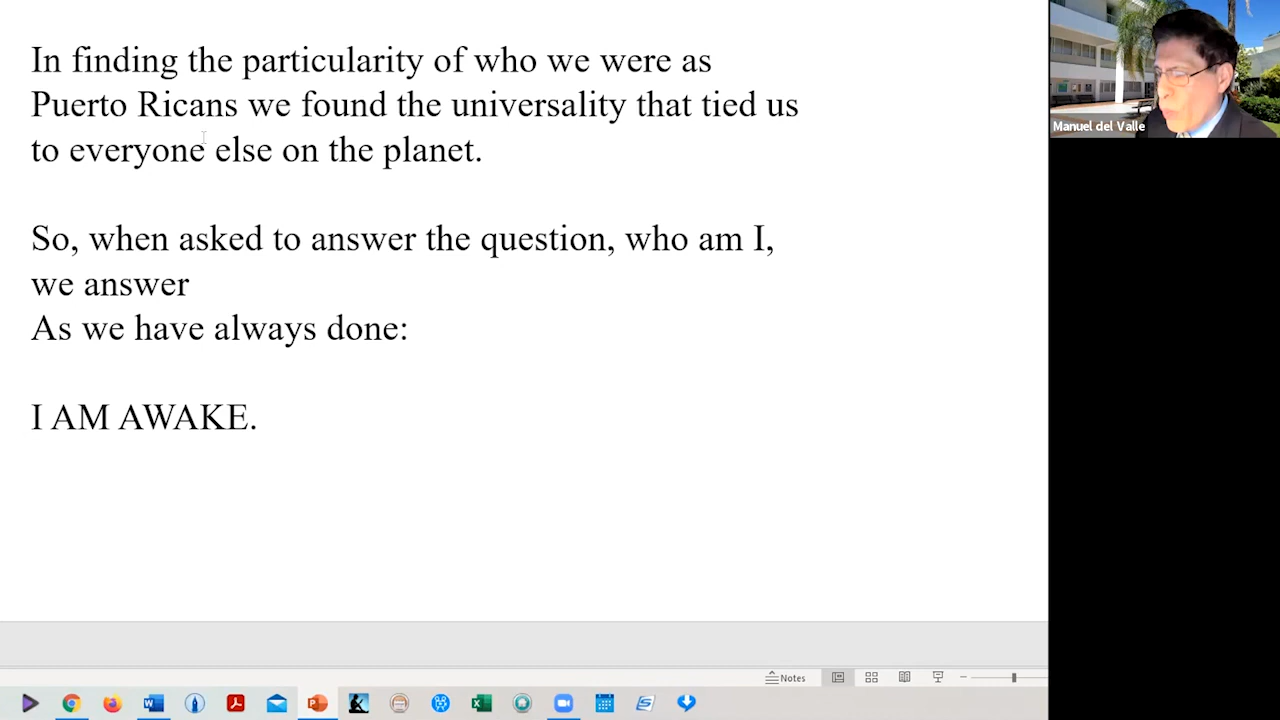 In finding the particularity of who we were as
Puerto Ricans we found the universality that tied us
to everyone else on the planet.
So, when asked to answer the question, who am I,
we answer
As we have always done:
I AM AWAKE.
Manuel del Valle
Notes